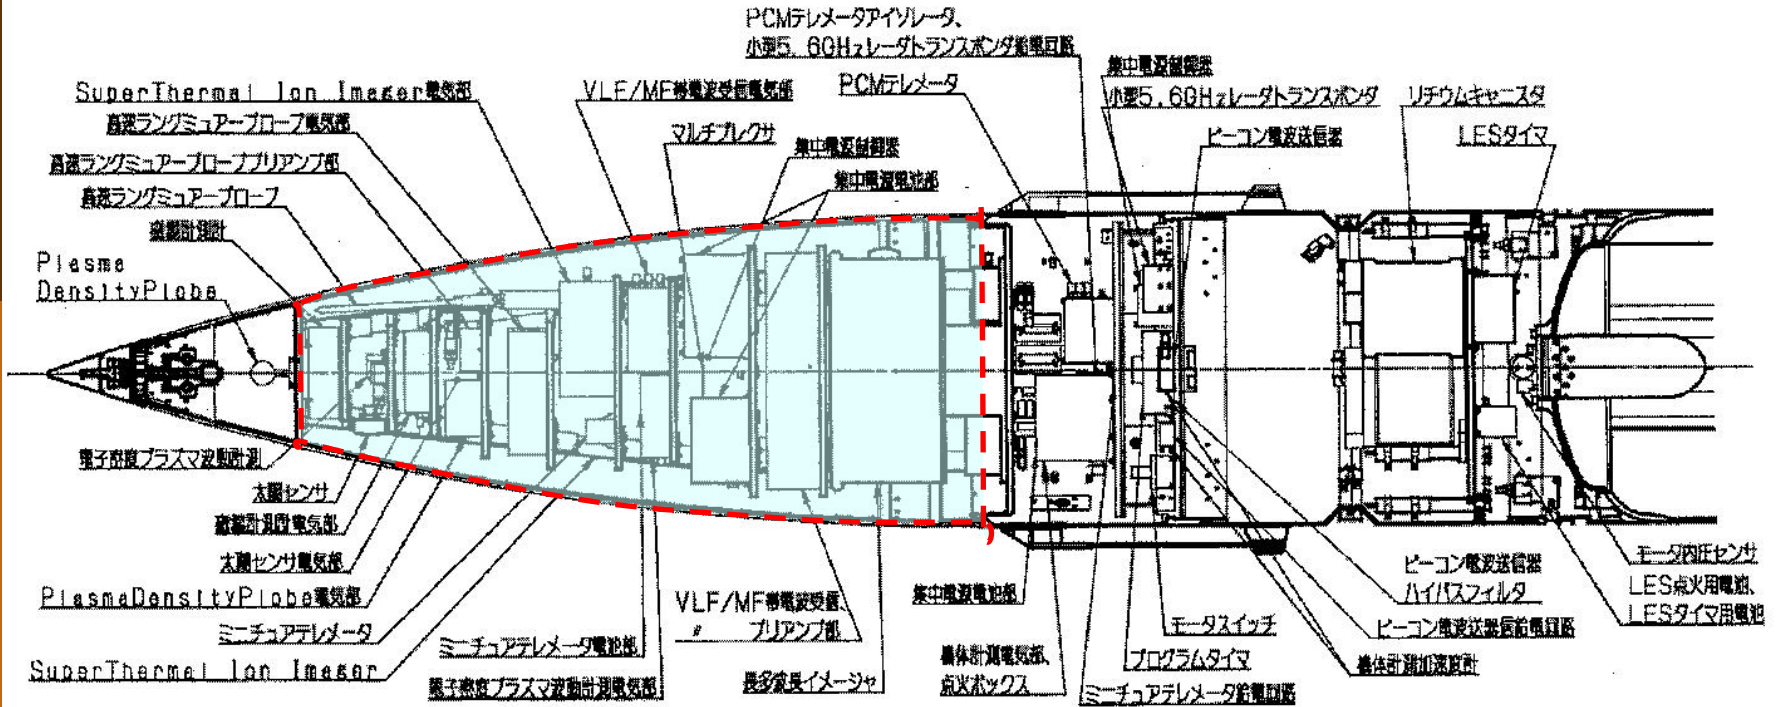 PCMテレメータアイソレータ、
小型5.6GHzレーダトランスポンダ給電回路
集中電源制御器
SuperThermal Ion Imager電気部
VLF/MF帯電波受信電気部
PCMテレメータ
小型5.6GHzレーダトランスポンダ
リチウムキャニスタ
高速ラングミュアープローブ電気部
マルチプレクサ
集中電源制御器
ビーコン電波送信器
LESタイマ
高速ラングミュアープローブプリアンプ部
集中電源電池部
高速ラングミュアープローブ
磁場計測計
Plasma
DensityPlobe
電子密度プラズマ波動計測
太陽センサ
磁場計測計電気部
太陽センサ電気部
PlasmaDensityPlobe電気部
ミニチュアテレメータ
SuperThermal Ion Imager
ミニチュアテレメータ電池部
電子密度プラズマ波動計測電気部
VLF/MF帯電波受信、
〃 プリアンプ部
長多波長イメージャ
集中電源電池部
機体計測電気部、
点火ボックス
ミニチュアテレメータ給電回路
プログラムタイマ
モータスイッチ
ビーコン電波送信器
ハイパスフィルタ
ビーコン電波送器信給電回路
機体計測加速度計
モータ内圧センサ
LES点火用電池、
LESタイマ用電池